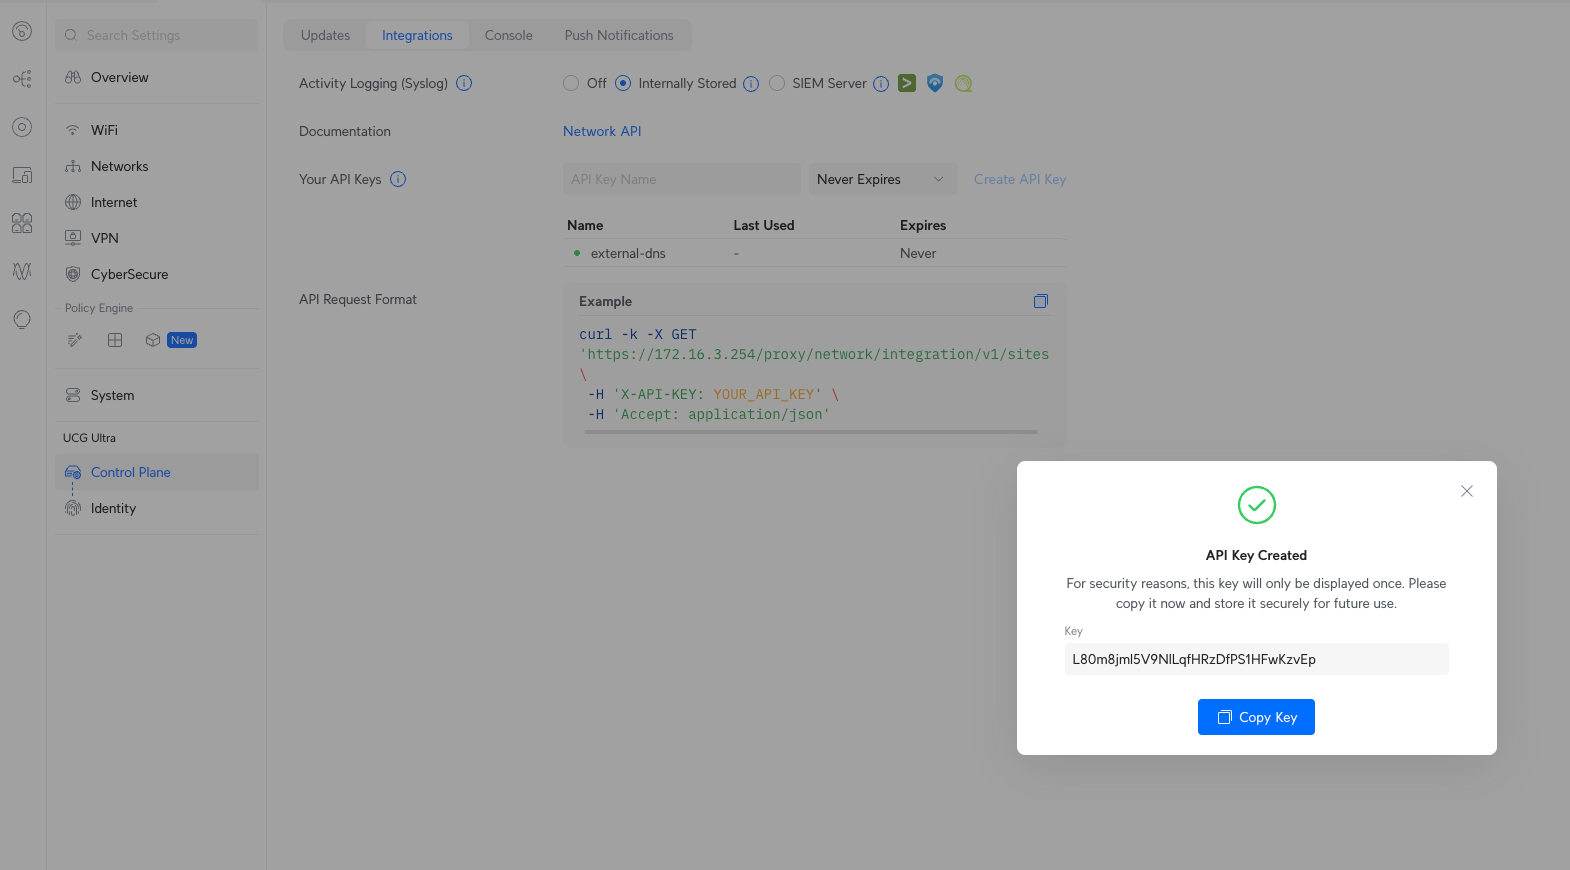 Search Settings
Overview
WiFi
Networks
Internet
VPN
CyberSecure
Policy Engine
New
System
UCG Ultra
Control Plane
Identity
Updates Integrations Console Push Notifications
Activity Logging (Syslog) Off Internally Stored SIEM Server
Documentation Network API
Your API Keys API Key Name Never Expires Create API Key
Name Last Used Expires
external-dns - Never
API Request Format
Example
curl -k -X GET
'https://172.16.3.254/proxy/network/integration/v1/sites
\
-H 'X-API-KEY: YOUR_API_KEY' \
-H 'Accept: application/json'
API Key Created
For security reasons, this key will only be displayed once. Please
copy it now and store it securely for future use.
Key
L80m8jml5V9NlLqfHRzDfPS1HFwKzvEp
Copy Key